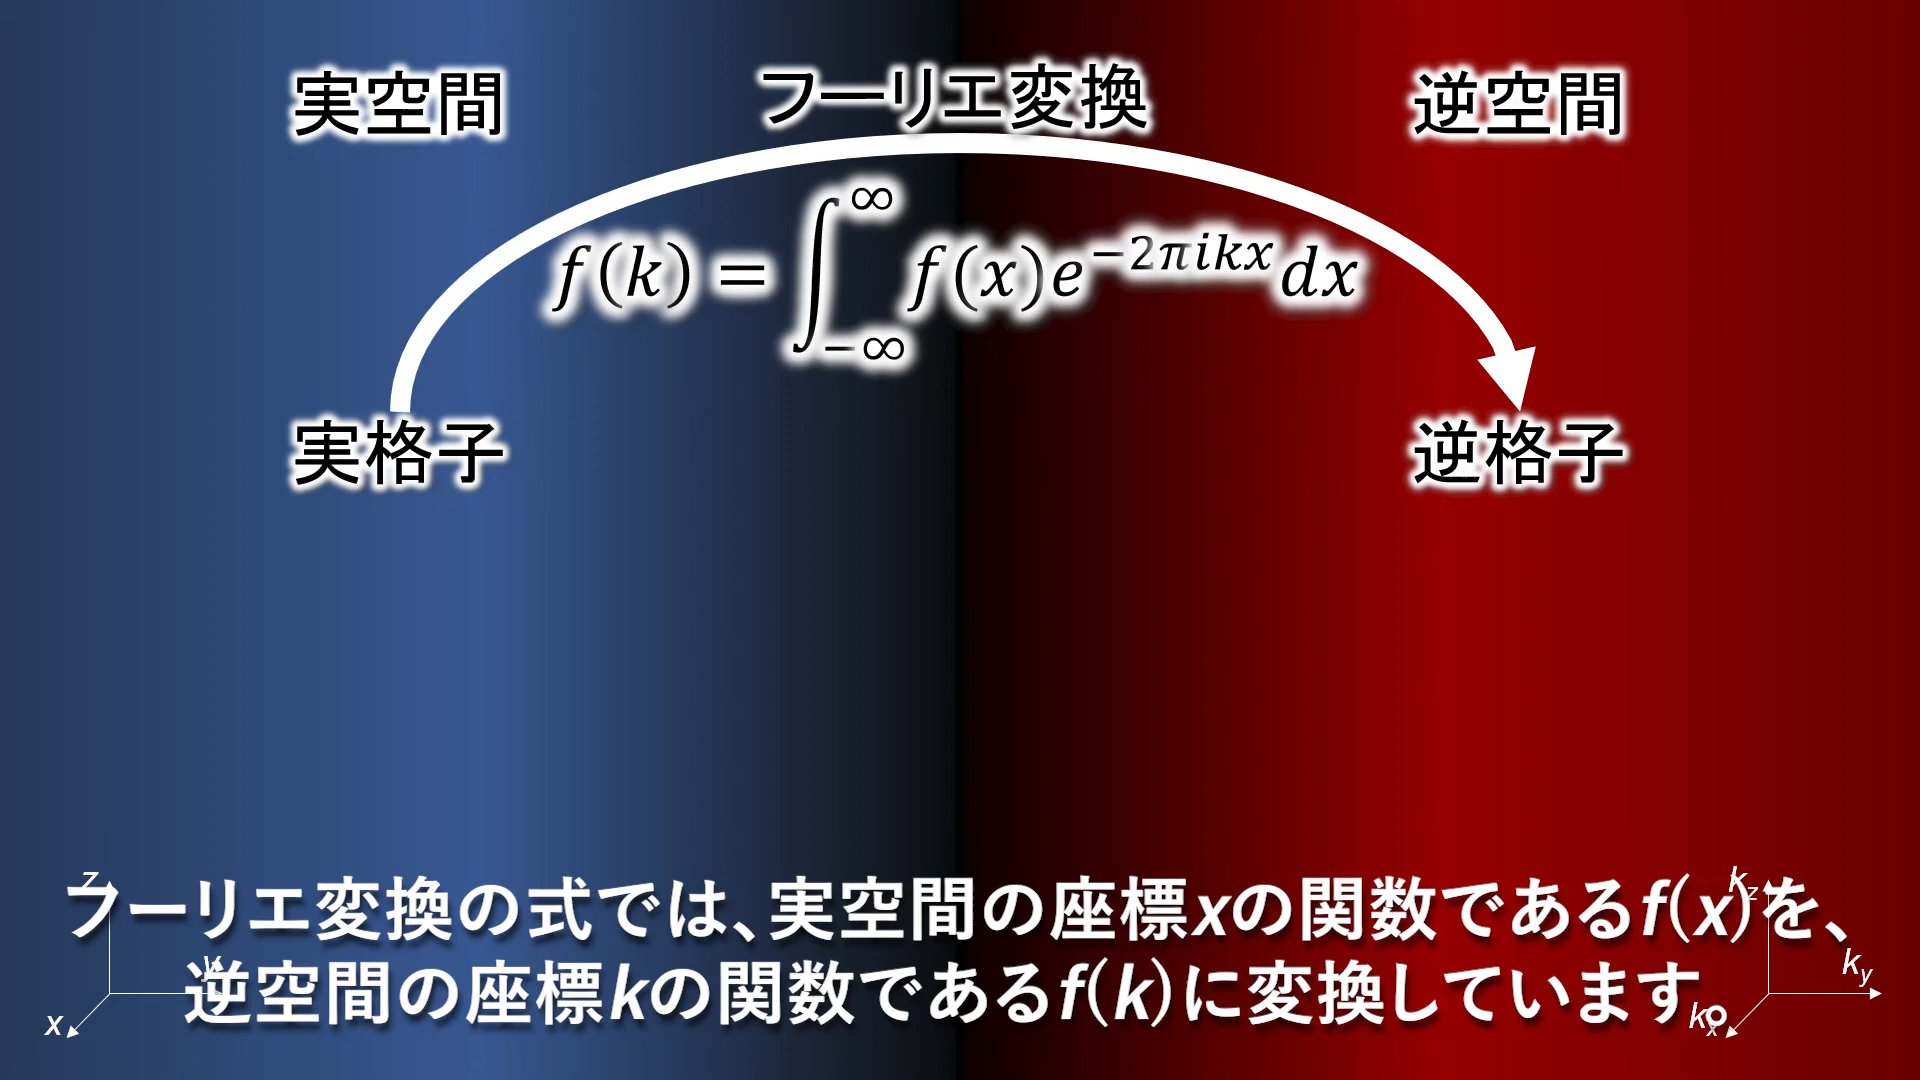 実空間
フーリエ変換
逆空間
f(k) = ∫_{-∞}^{∞} f(x)e^{-2πikx}dx
実格子
逆格子
フーリエ変換の式では、実空間の座標xの関数であるf(x)を、
逆空間の座標kの関数であるf(k)に変換しています。
z
y
x
k_z
k_y
k_x